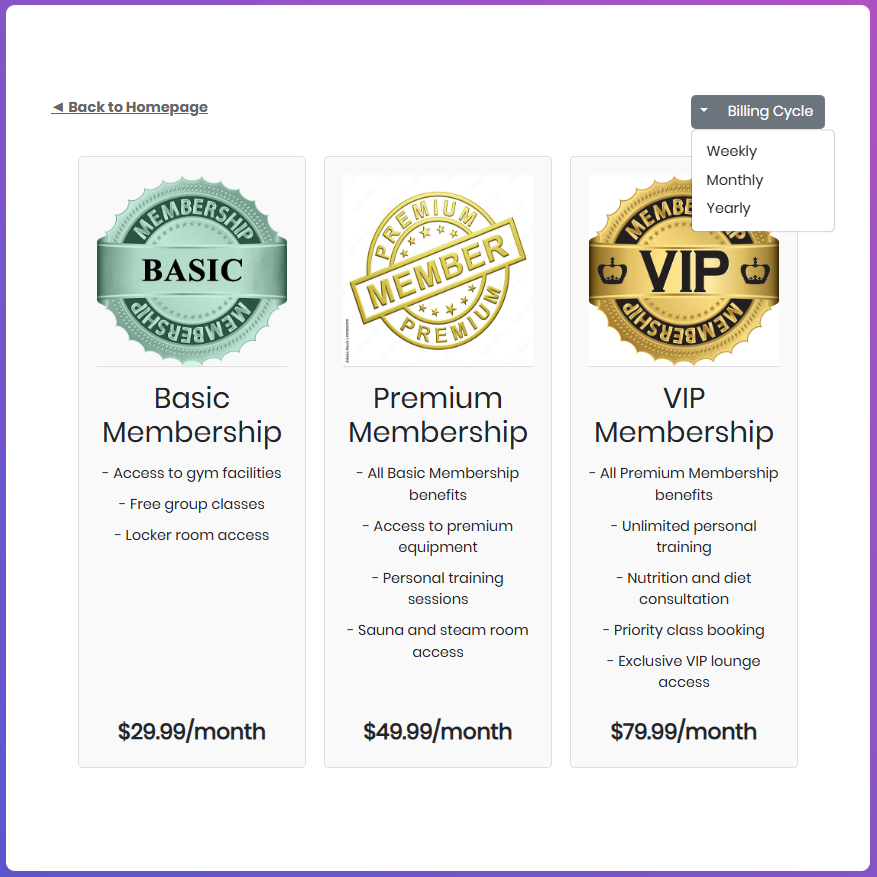 ◄ Back to Homepage
Billing Cycle
Weekly
Monthly
Yearly
MEMBERSHIP
BASIC
MEMBERSHIP
Basic
Membership
- Access to gym facilities
- Free group classes
- Locker room access
$29.99/month
PREMIUM
MEMBER
PREMIUM
Premium
Membership
- All Basic Membership
benefits
- Access to premium
equipment
- Personal training
sessions
- Sauna and steam room
access
$49.99/month
VIP
MEMBERSHIP
VIP
Membership
- All Premium Membership
benefits
- Unlimited personal
training
- Nutrition and diet
consultation
- Priority class booking
- Exclusive VIP lounge
access
$79.99/month